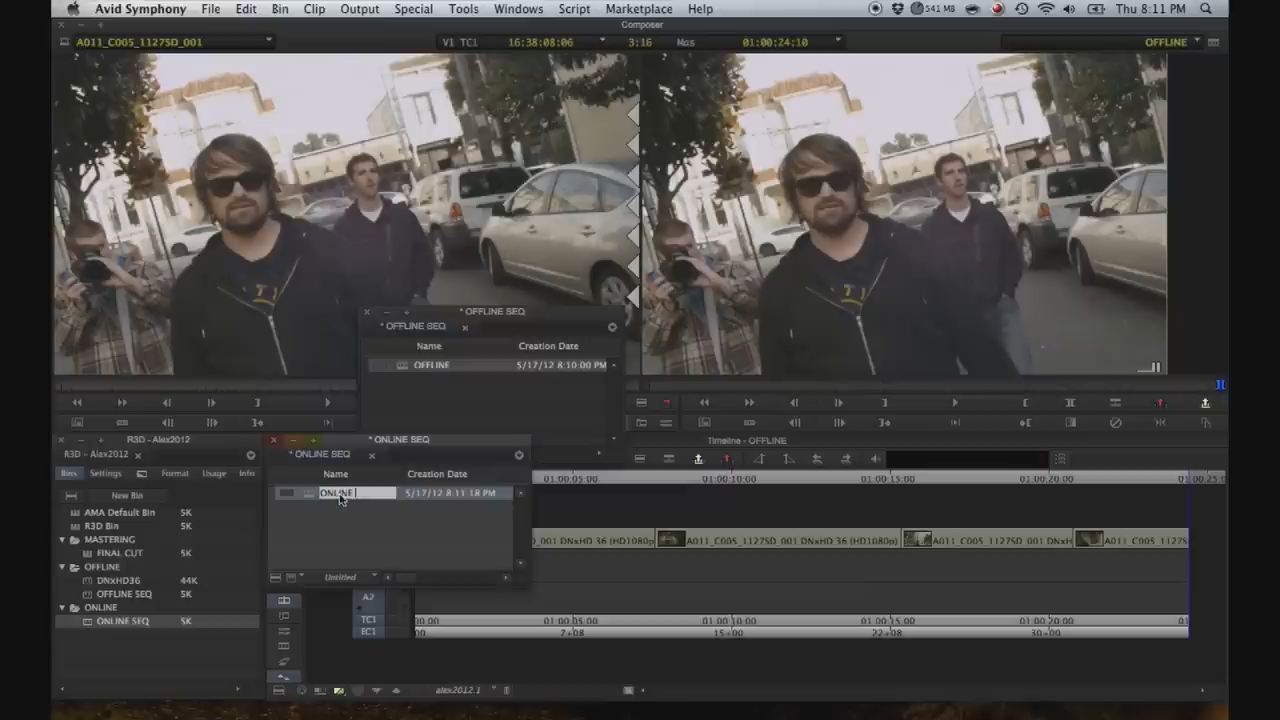 Avid Symphony File Edit Bin Clip Output Special Tools Windows Script Marketplace Help 541 MB Thu 8:11 PM
Composer
A011_C005_1127SD_001 V1 TC1 16:38:08:06 3:16 Mas 01:00:24:10 OFFLINE
* OFFLINE SEQ
* OFFLINE SEQ
Name Creation Date
OFFLINE 5/17/12 8:10:00 PM
R3D - Alex2012 * ONLINE SEQ Timeline - OFFLINE
R3D - Alex2012 * ONLINE SEQ
Bins Settings Format Usage Info Name Creation Date
01:00:05:00 01:00:10:00 01:00:15:00 01:00:20:00 01:00:25:0
New Bin ONLINE 5/17/12 8:11:18 PM
AMA Default Bin 5K
R3D Bin 5K
MASTERING
D_001 DNxHD 36 (HD1080p) A011_C005_1127SD_001 DNxHD 36 (HD1080p) A011_C005_1127SD_001 DNxH A011_C005_1127SD_001
FINAL CUT 5K
OFFLINE
DNxHD36 44K Untitled
OFFLINE SEQ 5K A2
ONLINE
ONLINE SEQ 5K TC1 00:00 01:00:05:00 01:00:10:00 01:00:15:00 01:00:20:00 01
EC1 00 7+08 15+00 22+08 30+00
alex2012.1